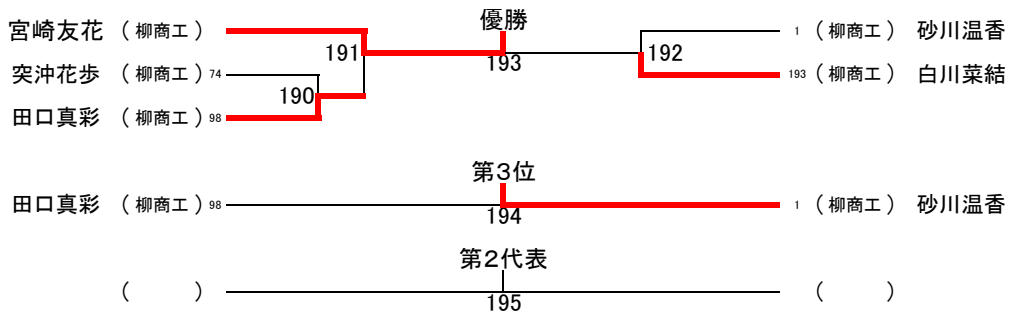 優勝
宮崎友花 （柳商工） 1 （柳商工） 砂川温香
191 193 192
突沖花歩 （柳商工） 74 193 （柳商工） 白川菜結
190
田口真彩 （柳商工） 98
第３位
田口真彩 （柳商工） 98 1 （柳商工） 砂川温香
194
第２代表
（ ） （ ）
195